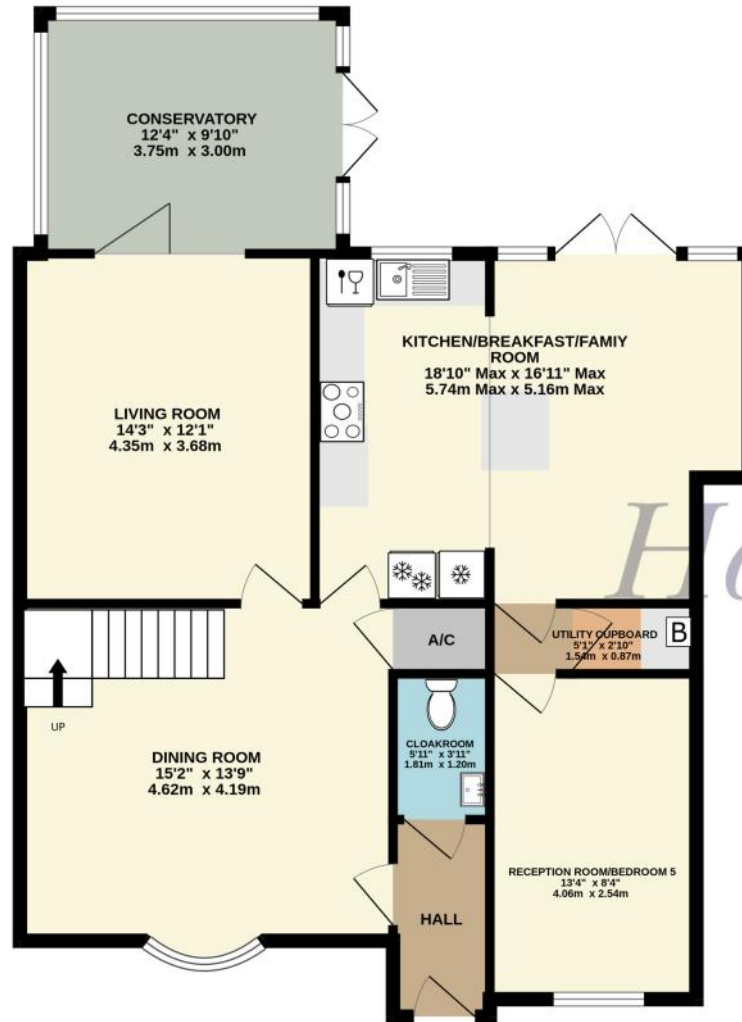 CONSERVATORY
12'4" x 9'10"
3.75m x 3.00m
KITCHEN/BREAKFAST/FAMIY
ROOM
18'10" Max x 16'11" Max
5.74m Max x 5.16m Max
LIVING ROOM
14'3" x 12'1"
4.35m x 3.68m
A/C
UTILITY CUPBOARD
5'1" x 2'10"
1.54m x 0.87m
B
UP
CLOAKROOM
5'11" x 3'11"
1.81m x 1.20m
DINING ROOM
15'2" x 13'9"
4.62m x 4.19m
RECEPTION ROOM/BEDROOM 5
13'4" x 8'4"
4.06m x 2.54m
HALL